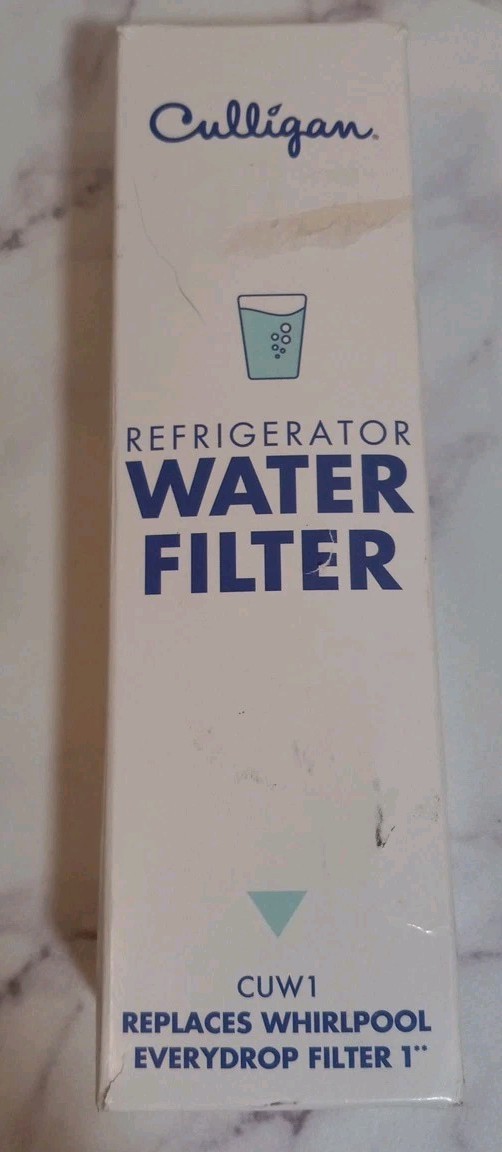 Culligan®
REFRIGERATOR
WATER
FILTER
CUW1
REPLACES WHIRLPOOL
EVERYDROP FILTER 1**